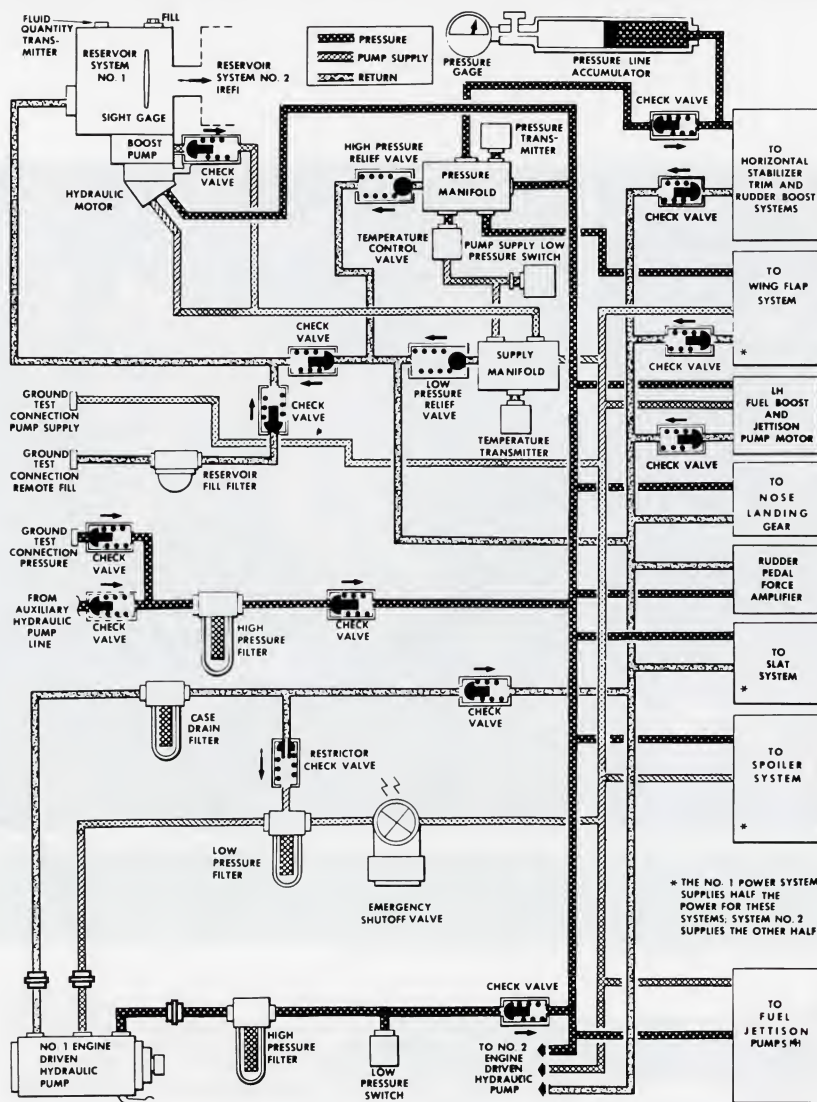 FLUID
QUANTITY
TRANS-
MITTER
FILL
RESERVOIR
SYSTEM
NO. 1
SIGHT GAGE
RESERVOIR
SYSTEM NO. 2
(REF)
BOOST
PUMP
CHECK
VALVE
HYDRAULIC
MOTOR
PRESSURE
PUMP SUPPLY
RETURN
PRESSURE
GAGE
PRESSURE LINE
ACCUMULATOR
CHECK VALVE
HIGH PRESSURE
RELIEF VALVE
PRESSURE
TRANS-
MITTER
PRESSURE
MANIFOLD
TO
HORIZONTAL
STABILIZER
TRIM AND
RUDDER BOOST
SYSTEMS
CHECK VALVE
TEMPERATURE
CONTROL
VALVE
PUMP SUPPLY LOW
PRESSURE SWITCH
TO
WING FLAP
SYSTEM
*
CHECK VALVE
CHECK
VALVE
SUPPLY
MANIFOLD
LOW
PRESSURE
RELIEF
VALVE
TEMPERATURE
TRANSMITTER
LH
FUEL BOOST
AND
JETTISON
PUMP MOTOR
CHECK VALVE
GROUND
TEST
CONNECTION
PUMP SUPPLY
CHECK
VALVE
GROUND
TEST
CONNECTION
REMOTE FILL
RESERVOIR
FILL FILTER
TO
NOSE
LANDING
GEAR
GROUND
TEST
CONNECTION
PRESSURE
CHECK
VALVE
FROM
AUXILIARY
HYDRAULIC
PUMP
LINE
CHECK
VALVE
HIGH
PRESSURE
FILTER
CHECK
VALVE
RUDDER
PEDAL
FORCE
AMPLIFIER
TO
SLAT
SYSTEM
*
CASE
DRAIN
FILTER
CHECK
VALVE
RESTRICTOR
CHECK VALVE
TO
SPOILER
SYSTEM
*
LOW
PRESSURE
FILTER
EMERGENCY
SHUTOFF VALVE
* THE NO. 1 POWER SYSTEM
SUPPLIES HALF THE
POWER FOR THESE
SYSTEMS; SYSTEM NO. 2
SUPPLIES THE OTHER HALF
NO. 1 ENGINE
DRIVEN
HYDRAULIC
PUMP
HIGH
PRESSURE
FILTER
LOW
PRESSURE
SWITCH
CHECK VALVE
TO NO. 2
ENGINE
DRIVEN
HYDRAULIC
PUMP
TO
FUEL
JETTISON
PUMPS